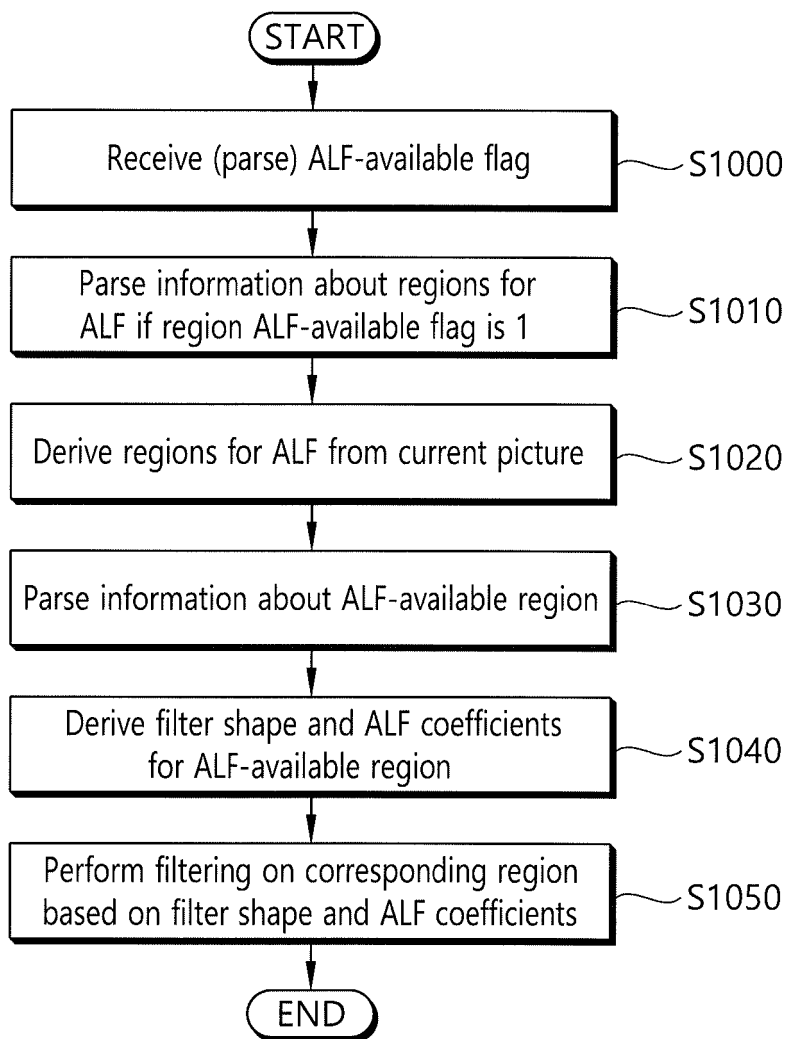 START
Receive (parse) ALF-available flag
S1000
Parse information about regions for
ALF if region ALF-available flag is 1
S1010
Derive regions for ALF from current picture
S1020
Parse information about ALF-available region
S1030
Derive filter shape and ALF coefficients
for ALF-available region
S1040
Perform filtering on corresponding region
based on filter shape and ALF coefficients
S1050
END